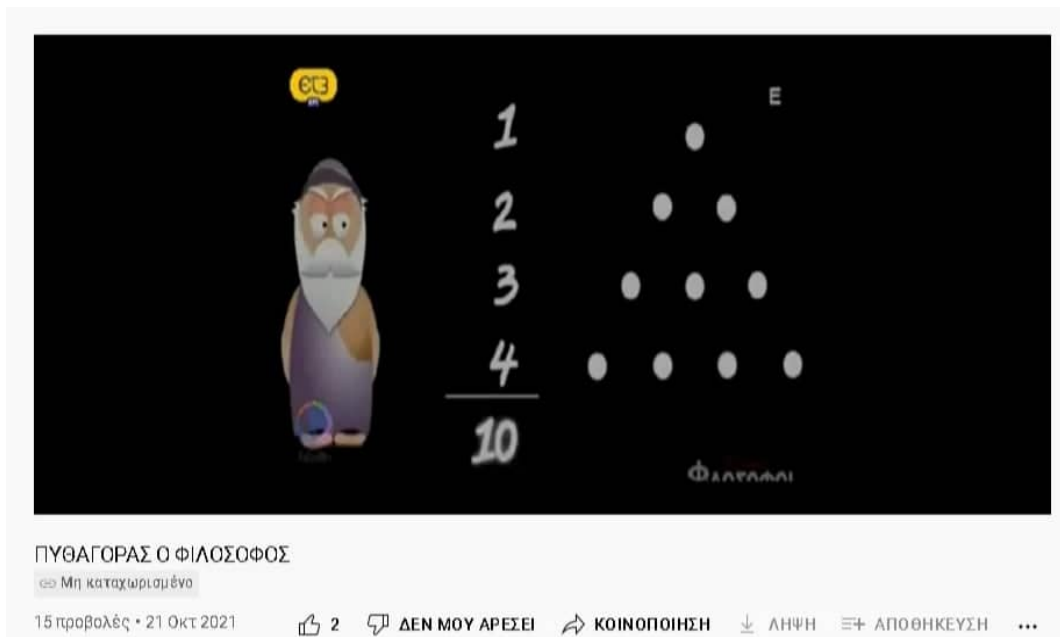 ετ3
E
1
2
3
4
10
ΠΥΘΑΓΟΡΑΣ Ο ΦΙΛΟΣΟΦΟΣ
Μη καταχωρισμένο
15 προβολές • 21 Οκτ 2021 2 ΔΕΝ ΜΟΥ ΑΡΕΣΕΙ ΚΟΙΝΟΠΟΙΗΣΗ ΛΗΨΗ ΑΠΟΘΗΚΕΥΣΗ ...